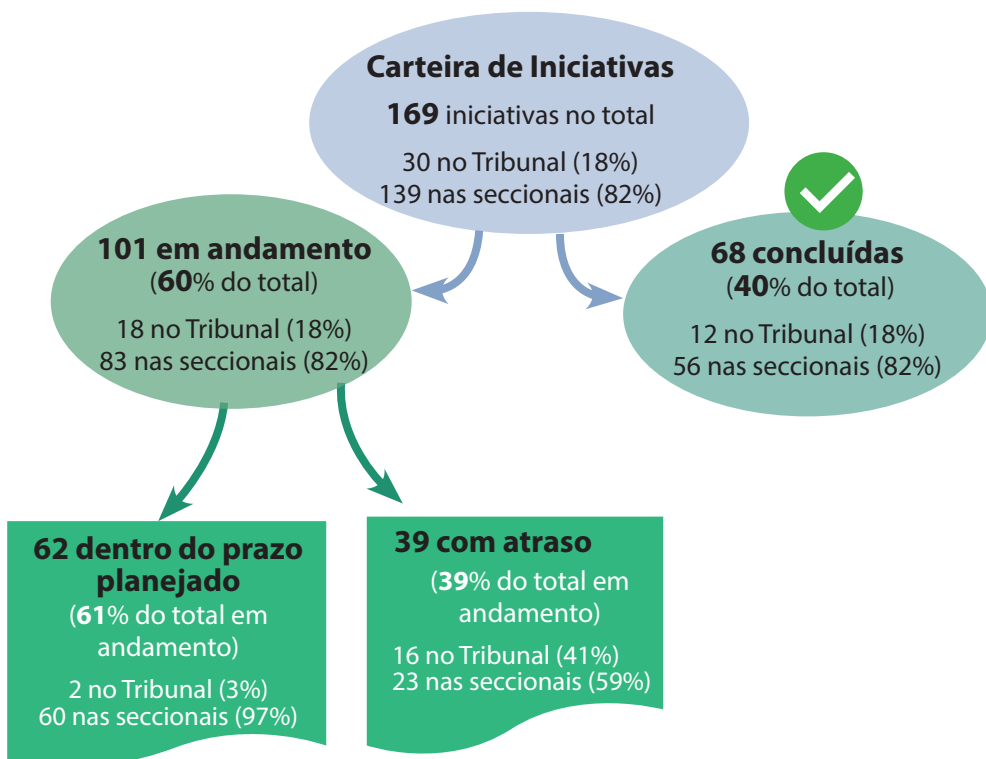 Carteira de Iniciativas
169 iniciativas no total
30 no Tribunal (18%)
139 nas seccionais (82%)
101 em andamento
(60% do total)
18 no Tribunal (18%)
83 nas seccionais (82%)
68 concluídas
(40% do total)
12 no Tribunal (18%)
56 nas seccionais (82%)
62 dentro do prazo
planejado
(61% do total em
andamento)
2 no Tribunal (3%)
60 nas seccionais (97%)
39 com atraso
(39% do total em
andamento)
16 no Tribunal (41%)
23 nas seccionais (59%)